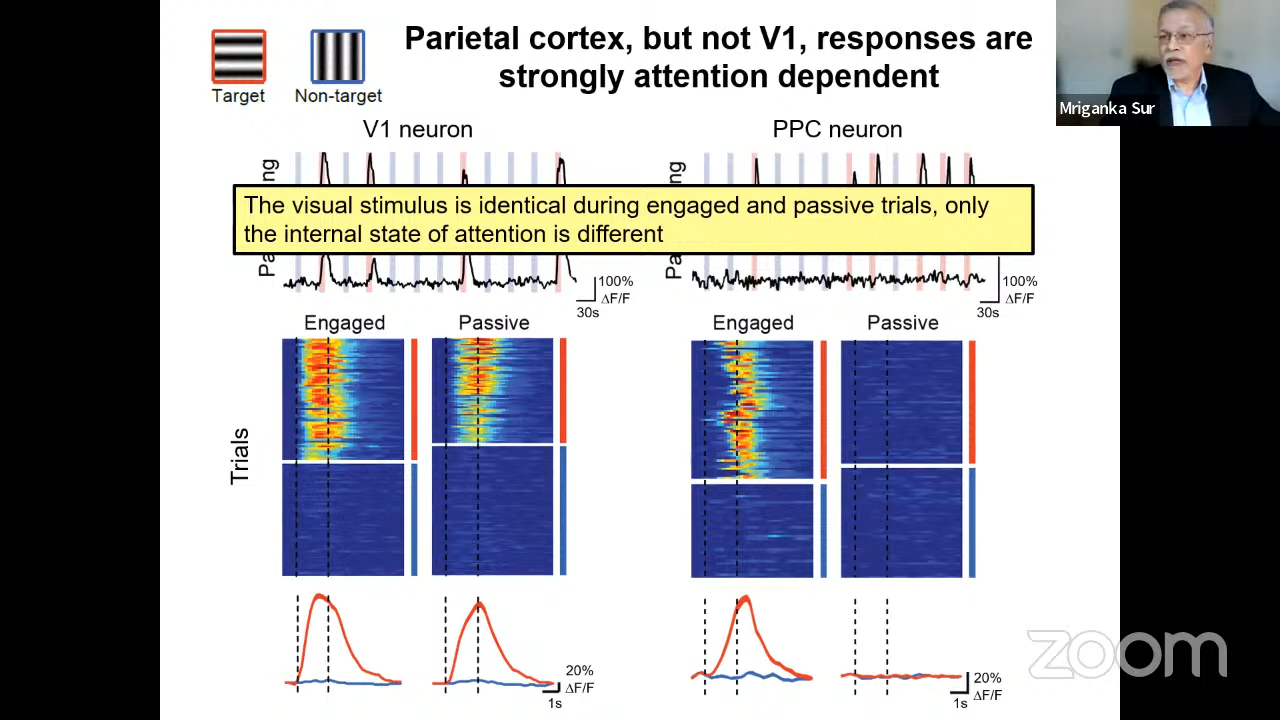 Parietal cortex, but not V1, responses are
strongly attention dependent
Target
Non-target
Mriganka Sur
V1 neuron
PPC neuron
The visual stimulus is identical during engaged and passive trials, only
the internal state of attention is different
100%
ΔF/F
30s
100%
ΔF/F
30s
Engaged
Passive
Engaged
Passive
Trials
20%
ΔF/F
1s
20%
ΔF/F
1s
zoom